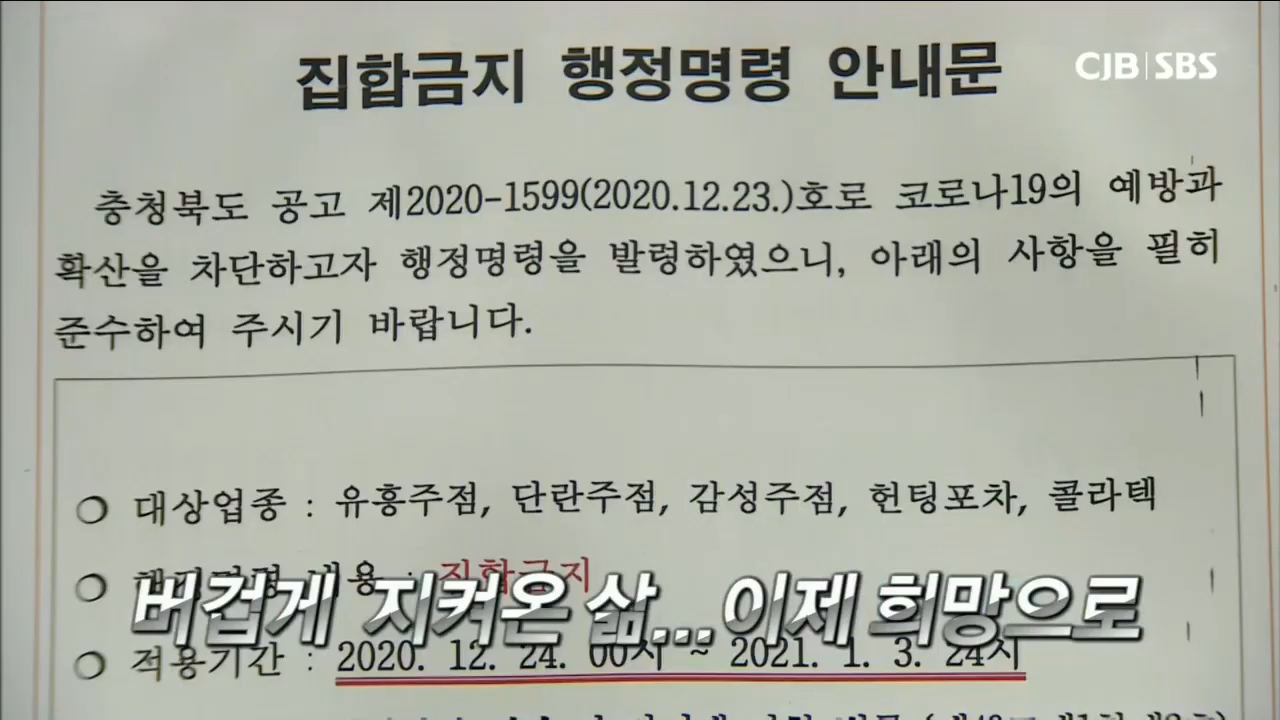 집합금지 행정명령 안내문
CJB SBS
충청북도 공고 제2020-1599(2020.12.23.)호로 코로나19의 예방과
확산을 차단하고자 행정명령을 발령하였으니, 아래의 사항을 필히
준수하여 주시기 바랍니다.
○ 대상업종 : 유흥주점, 단란주점, 감성주점, 헌팅포차, 콜라텍
○ 내용 : 집합금지
버겁게 지켜온 삶...이제 희망으로
○ 적용기간 : 2020. 12. 24. 00시 ~ 2021. 1. 3. 24시